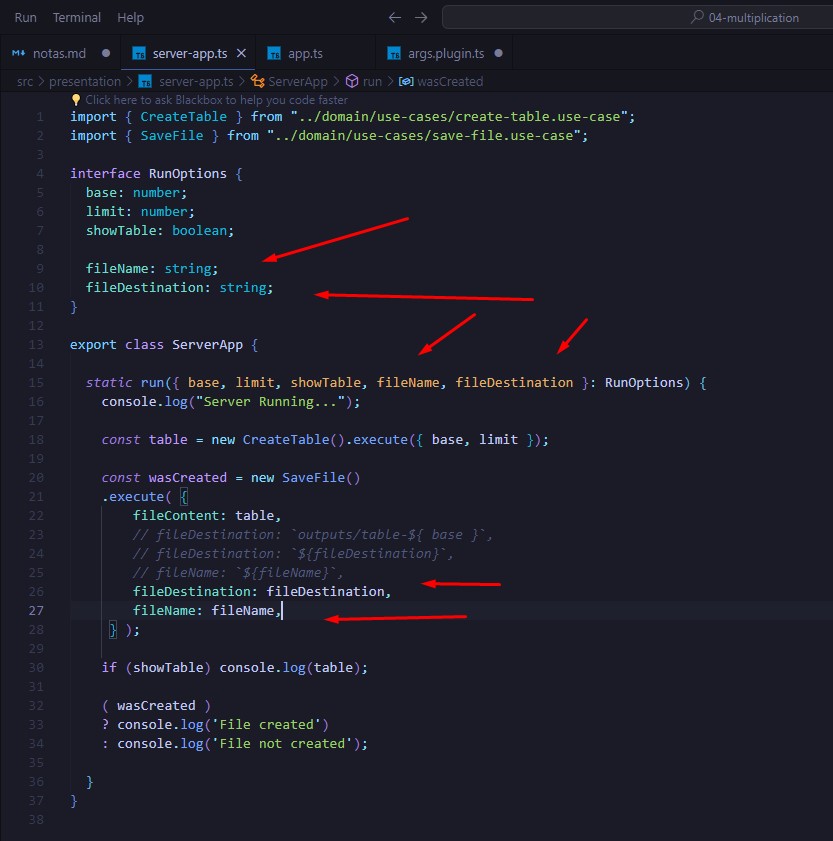 Run Terminal Help 04-multiplication
notas.md server-app.ts app.ts args.plugin.ts
src > presentation > server-app.ts > ServerApp > run > wasCreated
Click here to ask Blackbox to help you code faster
1 import { CreateTable } from "../domain/use-cases/create-table.use-case";
2 import { SaveFile } from "../domain/use-cases/save-file.use-case";
3
4 interface RunOptions {
5 base: number;
6 limit: number;
7 showTable: boolean;
8
9 fileName: string;
10 fileDestination: string;
11 }
12
13 export class ServerApp {
14
15 static run({ base, limit, showTable, fileName, fileDestination }: RunOptions) {
16 console.log("Server Running...");
17
18 const table = new CreateTable().execute({ base, limit });
19
20 const wasCreated = new SaveFile()
21 .execute( {
22 fileContent: table,
23 // fileDestination: `outputs/table-${ base }`,
24 // fileDestination: `${fileDestination}`,
25 // fileName: `${fileName}`,
26 fileDestination: fileDestination,
27 fileName: fileName,
28 } );
29
30 if (showTable) console.log(table);
31
32 ( wasCreated )
33 ? console.log('File created')
34 : console.log('File not created');
35
36 }
37 }
38